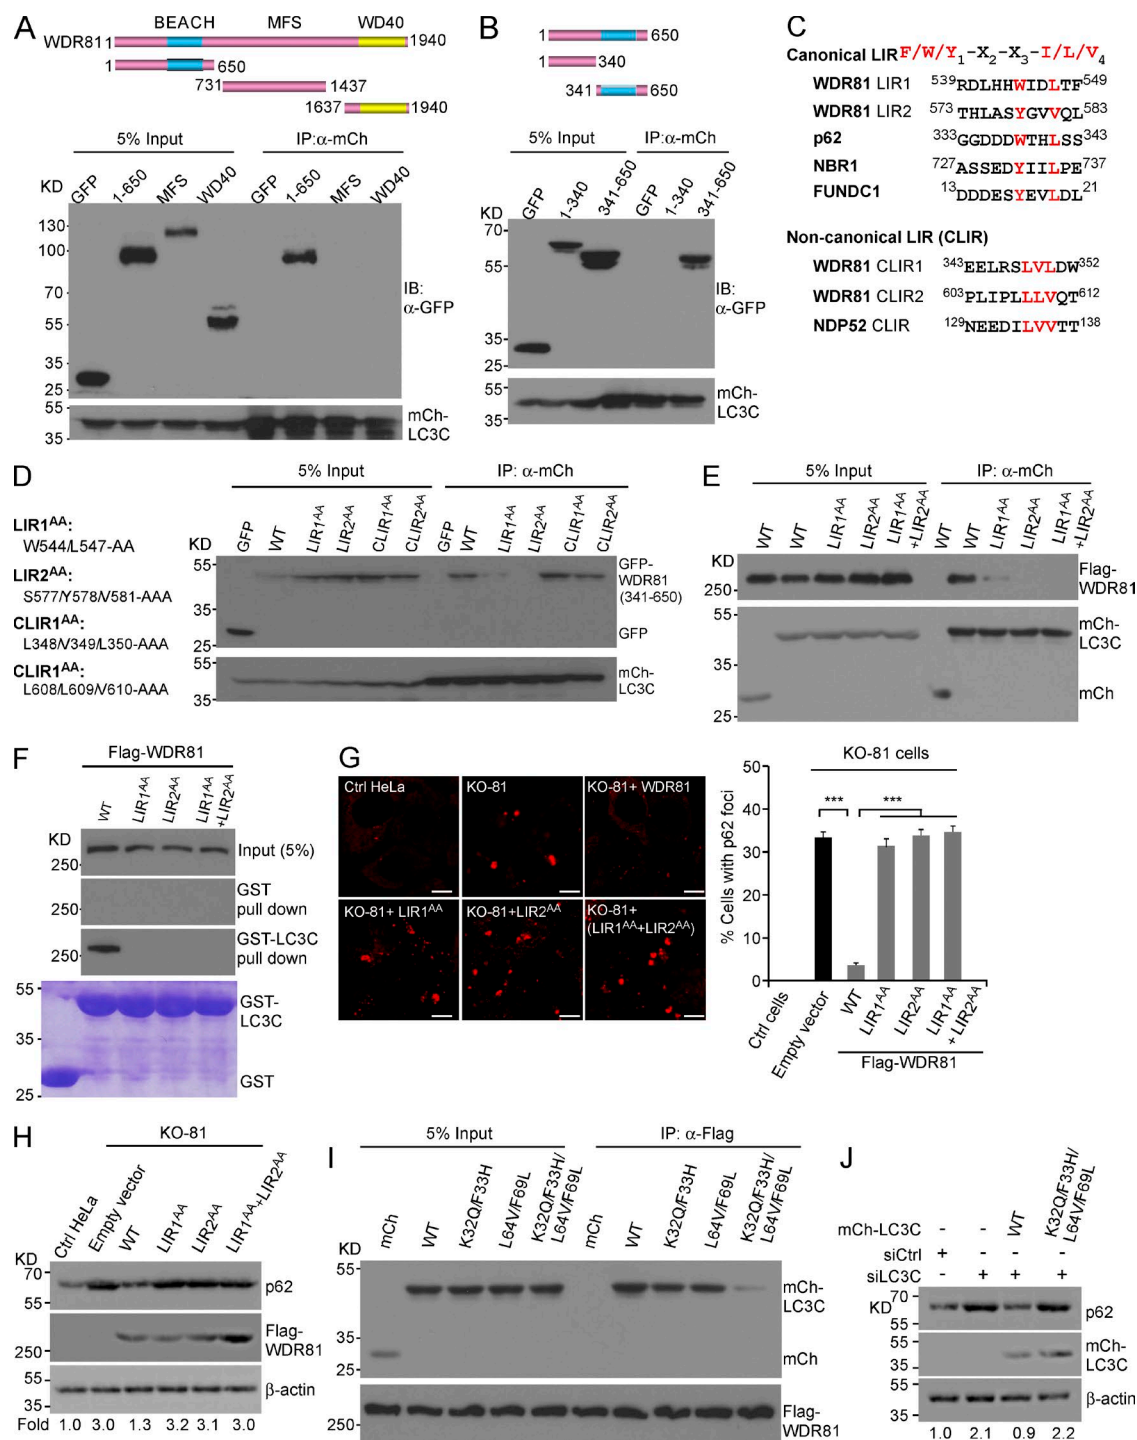 A
BEACH MFS WD40
WDR81 1 1940
1 650
731 1437
1637 1940
5% Input IP:α-mCh
KD GFP 1-650 MFS WD40 GFP 1-650 MFS WD40
130
100
70
55
35
25
IB:
α-GFP
55
35
mCh-
LC3C
B
1 650
1 340
341 650
5% Input IP:α-mCh
KD GFP 1-340 341-650 GFP 1-340 341-650
70
55
35
25
IB:
α-GFP
55
35
mCh-
LC3C
C
Canonical LIR F/W/Y1-X2-X3-I/L/V4
WDR81 LIR1 539RDLHHWIDLTF549
WDR81 LIR2 573THLASYGVVQL583
p62 333GGDDDWTHLSS343
NBR1 727ASSEDYIILPE737
FUNDC1 13DDDESYEVLDL21
Non-canonical LIR (CLIR)
WDR81 CLIR1 343EELRSLVLDW352
WDR81 CLIR2 603PLIPLLLVQT612
NDP52 CLIR 129NEEDILVVTT138
D
LIR1AA:
W544/L547-AA
LIR2AA:
S577/Y578/V581-AAA
CLIR1AA:
L348/V349/L350-AAA
CLIR1AA:
L608/L609/V610-AAA
5% Input IP: α-mCh
KD GFP WT LIR1AA LIR2AA CLIR1AA CLIR2AA GFP WT LIR1AA LIR2AA CLIR1AA CLIR2AA
55
35
25
GFP-
WDR81
(341-650)
GFP
55
35
mCh-
LC3C
E
5% Input IP: α-mCh
KD WT WT LIR1AA LIR2AA LIR1AA +LIR2AA WT WT LIR1AA LIR2AA LIR1AA +LIR2AA
250
Flag-
WDR81
55
35
25
mCh-
LC3C
mCh
F
Flag-WDR81
KD WT LIR1AA LIR2AA LIR1AA +LIR2AA
250 Input (5%)
250 GST
pull down
250 GST-LC3C
pull down
55
35
25
GST-
LC3C
GST
G
Ctrl HeLa KO-81 KO-81+ WDR81
KO-81+ LIR1AA KO-81+LIR2AA KO-81+
(LIR1AA+LIR2AA)
KO-81 cells
% Cells with p62 foci
50
40
30
20
10
0
*** ***
Ctrl cells Empty vector WT LIR1AA LIR2AA LIR1AA + LIR2AA
Flag-WDR81
H
KO-81
KD Ctrl HeLa Empty vector WT LIR1AA LIR2AA LIR1AA+LIR2AA
70
55
p62
250
Flag-
WDR81
55
35
β-actin
Fold 1.0 3.0 1.3 3.2 3.1 3.0
I
5% Input IP: α-Flag
KD mCh WT K32Q/F33H L64V/F69L K32Q/F33H/ L64V/F69L mCh WT K32Q/F33H L64V/F69L K32Q/F33H/ L64V/F69L
55
35
25
mCh-
LC3C
mCh
250
Flag-
WDR81
J
mCh-LC3C - - WT K32Q/F33H/ L64V/F69L
siCtrl + - - -
siLC3C - + + +
KD
70
55
p62
55
35
mCh-
LC3C
55
35
β-actin
1.0 2.1 0.9 2.2